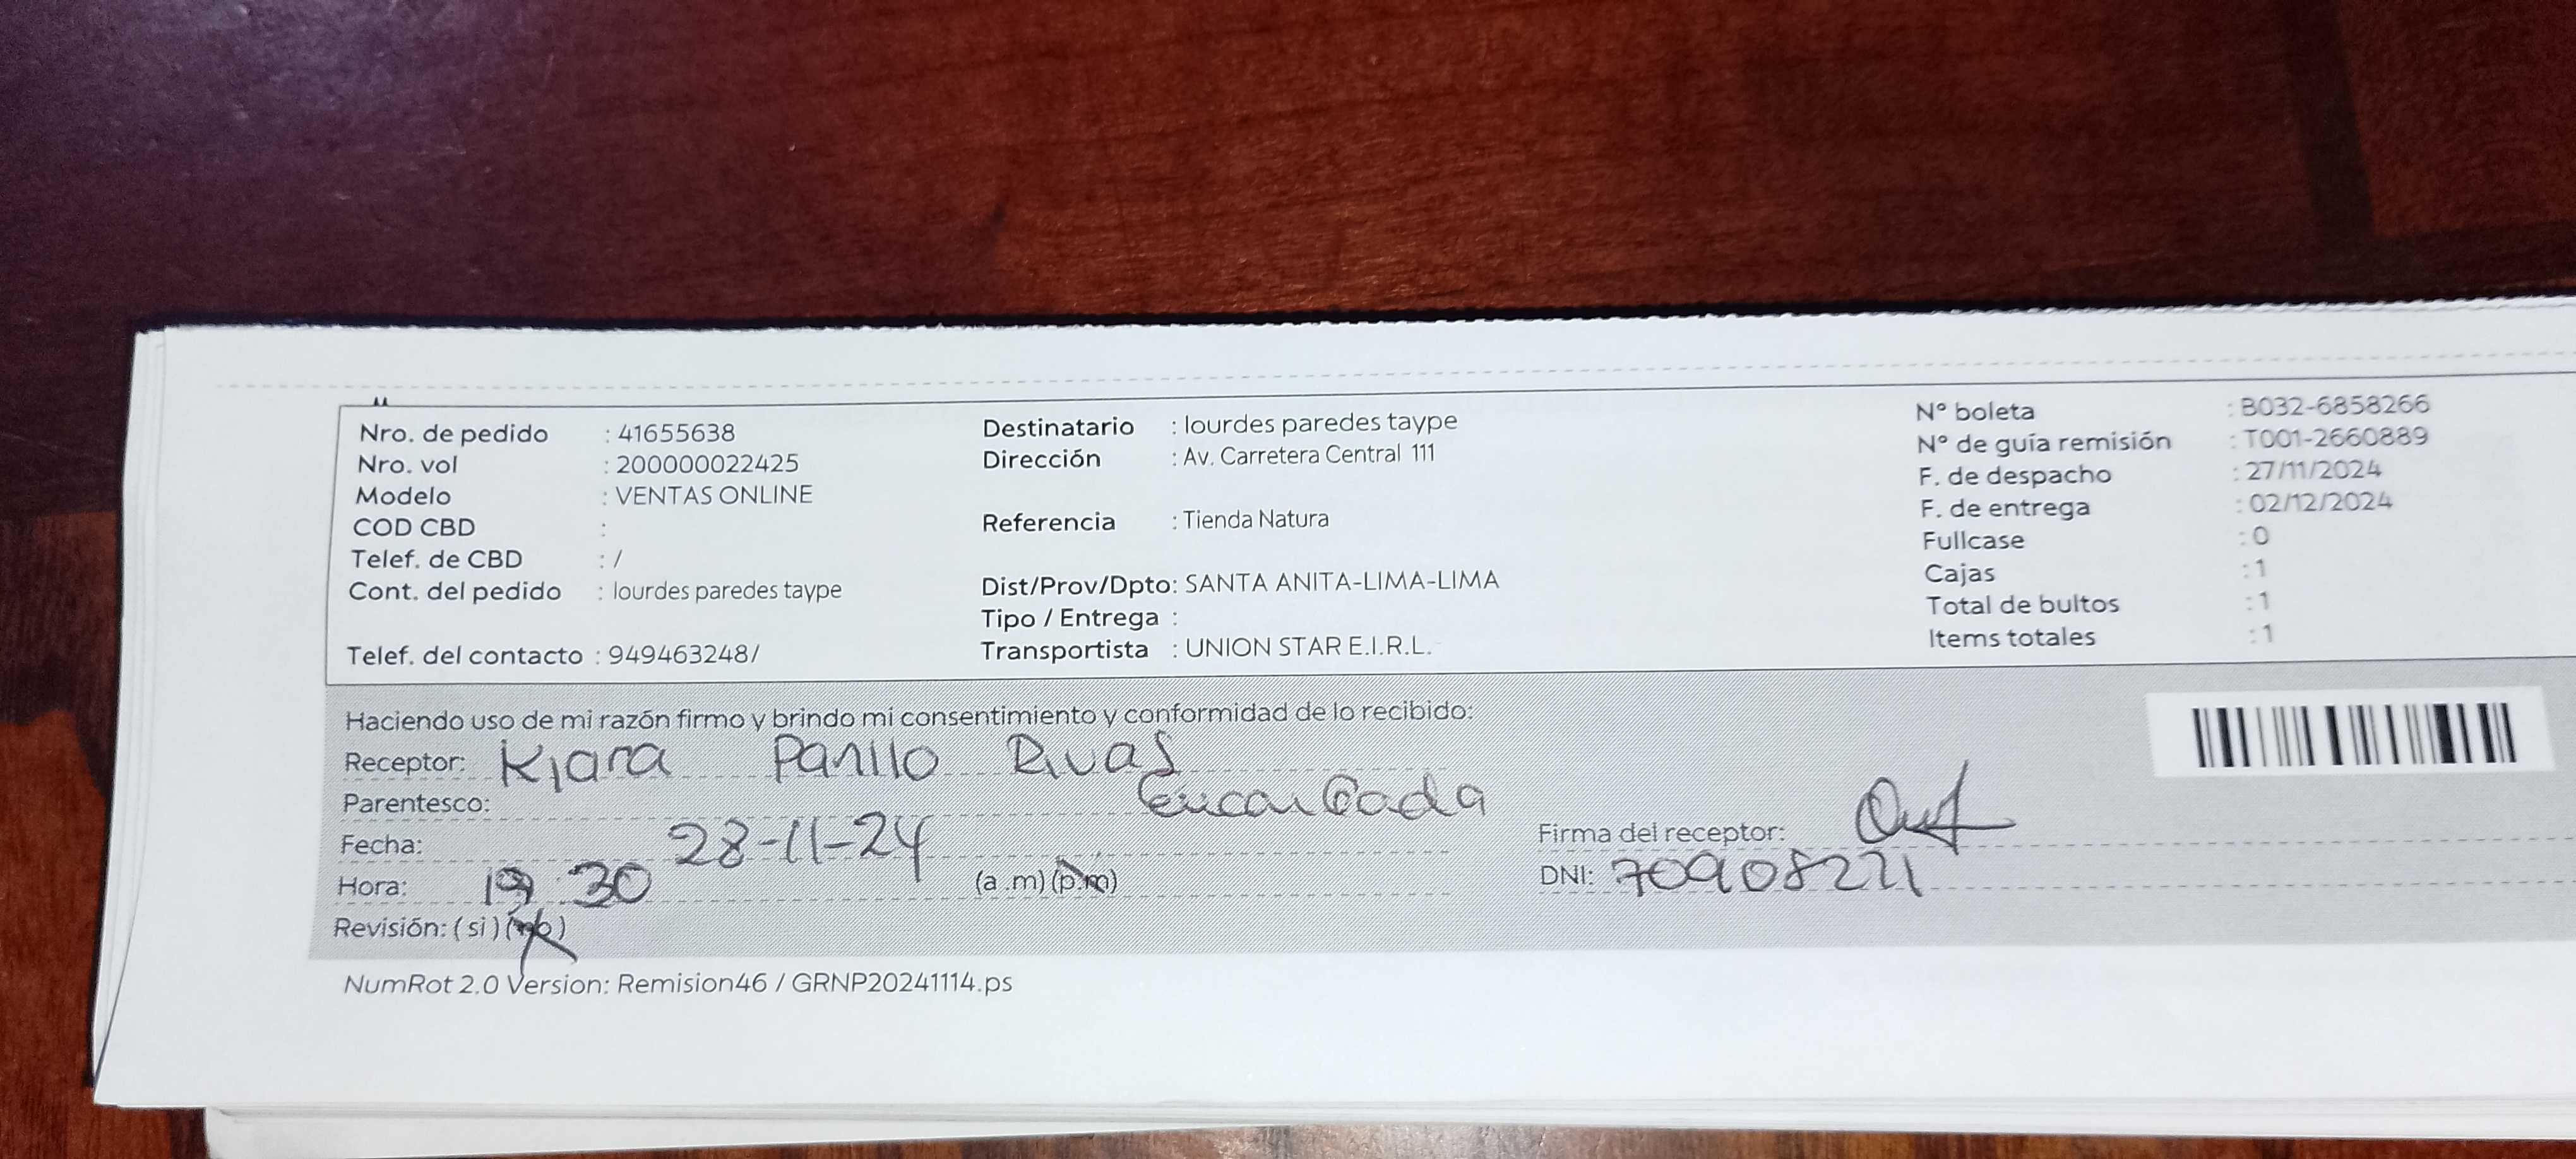 Nro. de pedido : 41655638
Nro. vol : 200000022425
Modelo : VENTAS ONLINE
COD CBD :
Telef. de CBD : /
Cont. del pedido : lourdes paredes taype
Telef. del contacto : 949463248/
Destinatario : lourdes paredes taype
Dirección : Av. Carretera Central 111
Referencia : Tienda Natura
Dist/Prov/Dpto: SANTA ANITA-LIMA-LIMA
Tipo / Entrega :
Transportista : UNION STAR E.I.R.L.
N° boleta : B032-6858266
N° de guía remisión : T001-2660889
F. de despacho : 27/11/2024
F. de entrega : 02/12/2024
Fullcase : 0
Cajas : 1
Total de bultos : 1
Items totales : 1
Haciendo uso de mi razón firmo y brindo mi consentimiento y conformidad de lo recibido:
Receptor: Kiara Rivas
Parentesco: Encargada
Fecha: 28-11-24
Hora: 19 30 (a.m) (p.m)
Revisión: (si) (no)
Firma del receptor:
DNI: 70908221
NumRot 2.0 Version: Remision46 / GRNP20241114.ps